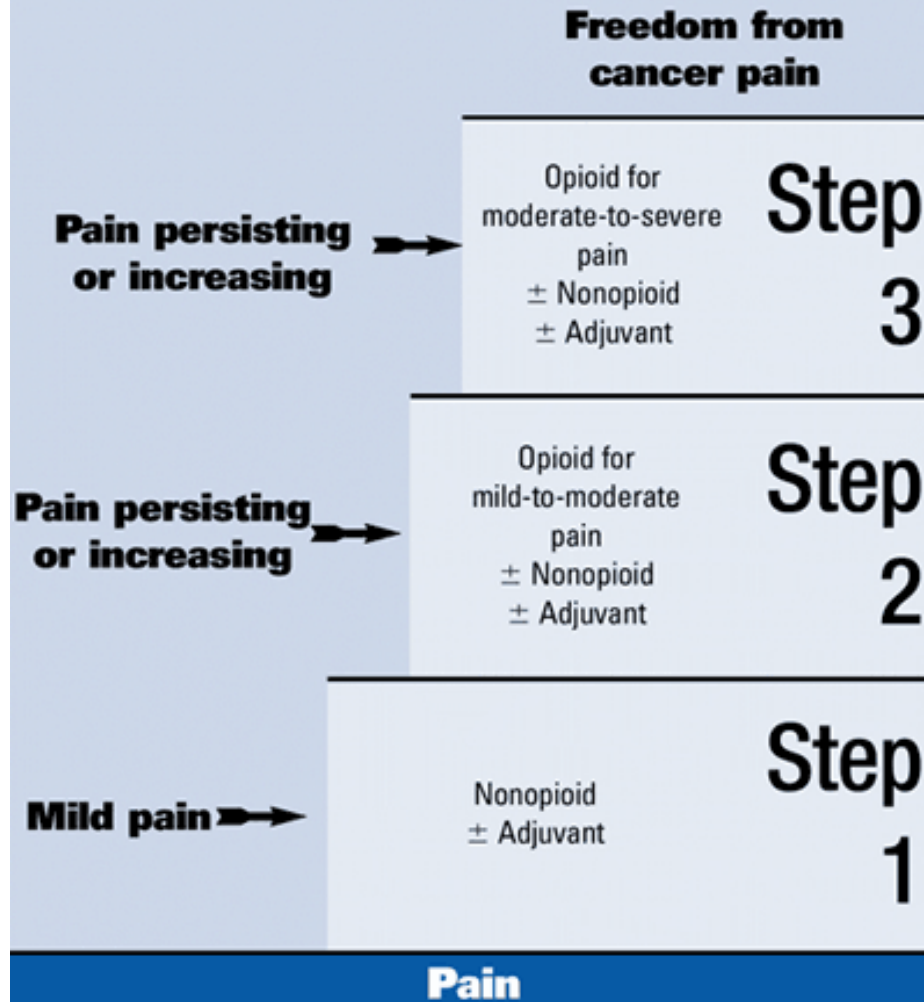 Freedom from
cancer pain
Opioid for
moderate-to-severe
pain
± Nonopioid
± Adjuvant
Step
3
Pain persisting
or increasing
Opioid for
mild-to-moderate
pain
± Nonopioid
± Adjuvant
Step
2
Pain persisting
or increasing
Nonopioid
± Adjuvant
Step
1
Mild pain
Pain